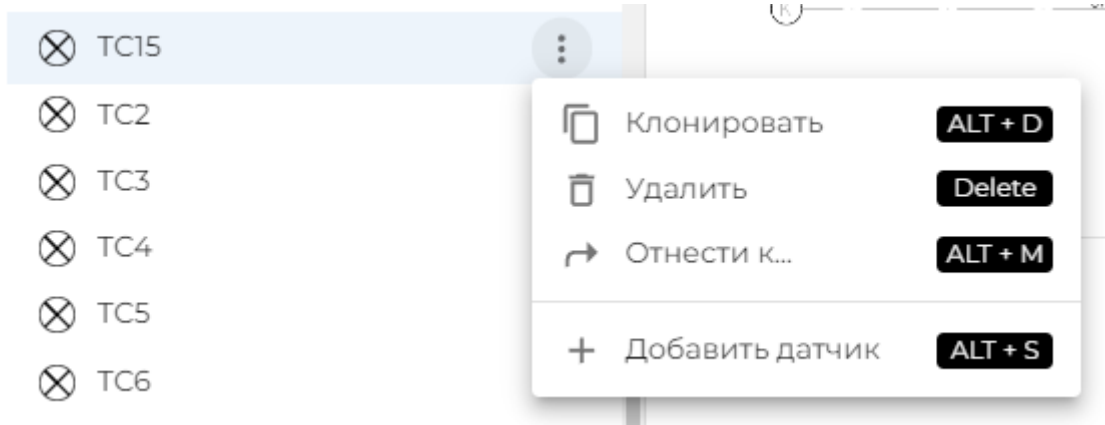 K
TC15
TC2
Клонировать ALT + D
TC3
Удалить Delete
TC4
Отнести к... ALT + M
TC5
Добавить датчик ALT + S
TC6